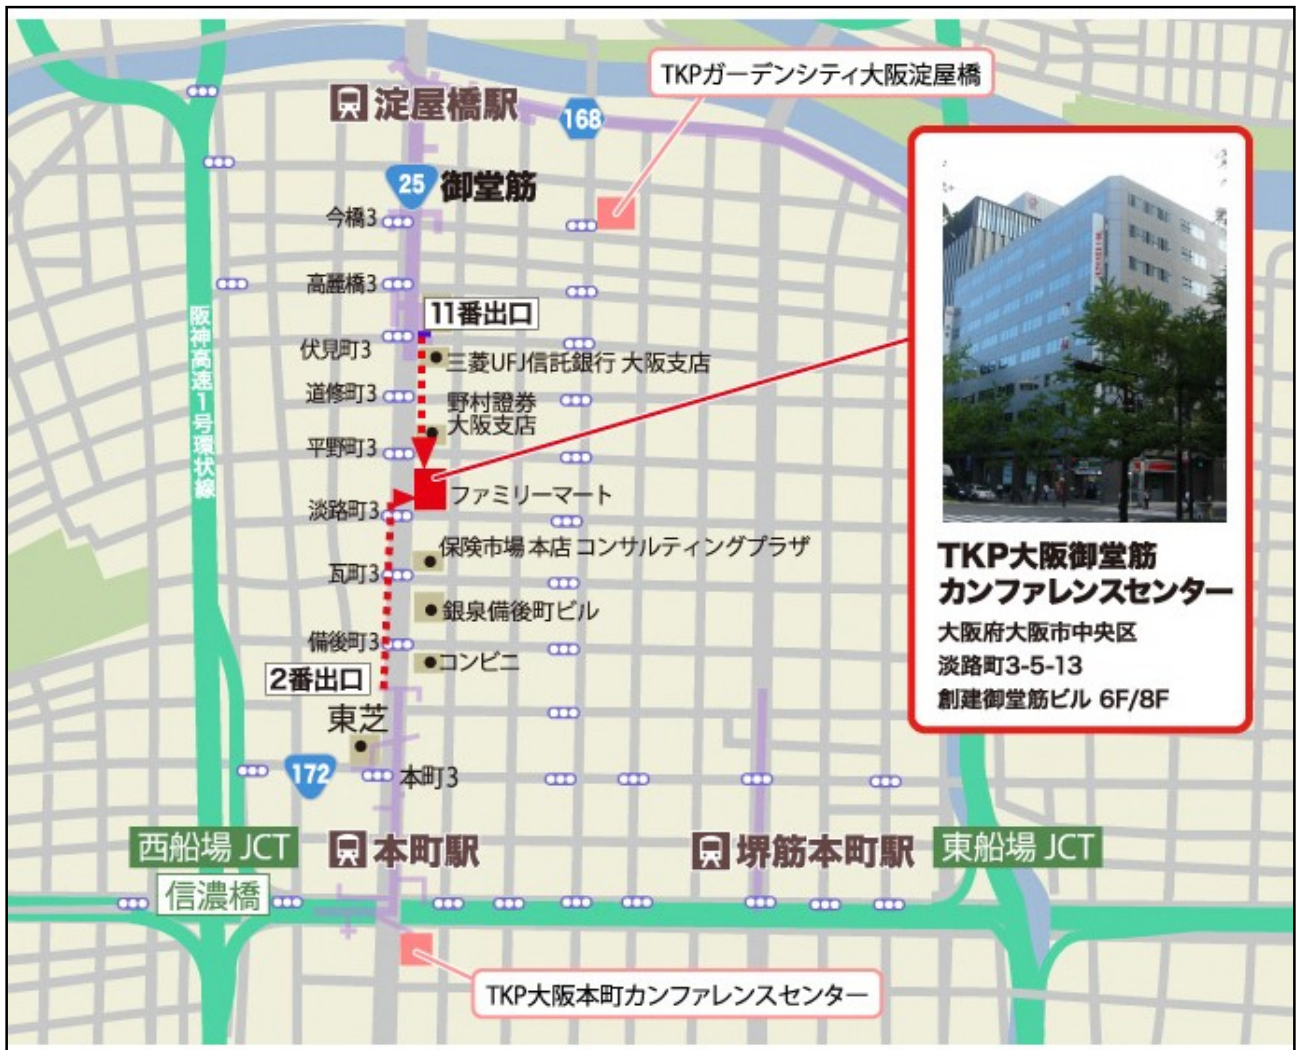 TKPガーデンシティ大阪淀屋橋
淀屋橋駅
168
25
御堂筋
今橋3
高麗橋3
11番出口
伏見町3
三菱UFJ信託銀行 大阪支店
道修町3
野村證券
大阪支店
平野町3
ファミリーマート
淡路町3
保険市場 本店 コンサルティングプラザ
瓦町3
銀泉備後町ビル
備後町3
コンビニ
2番出口
東芝
172
本町3
阪神高速1号環状線
TKP大阪御堂筋
カンファレンスセンター
大阪府大阪市中央区
淡路町3-5-13
創建御堂筋ビル 6F/8F
西船場 JCT
本町駅
堺筋本町駅
東船場 JCT
信濃橋
TKP大阪本町カンファレンスセンター